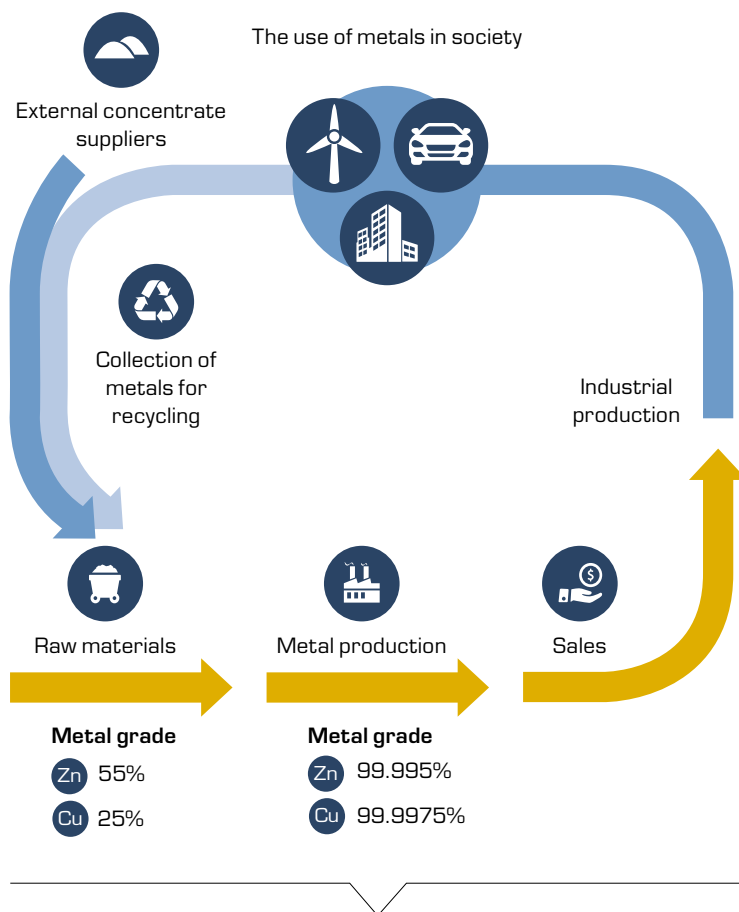 The use of metals in society
External concentrate
suppliers
Collection of
metals for
recycling
Industrial
production
Raw materials
Metal production
Sales
$
Metal grade
Zn 55%
Cu 25%
Metal grade
Zn 99.995%
Cu 99.9975%